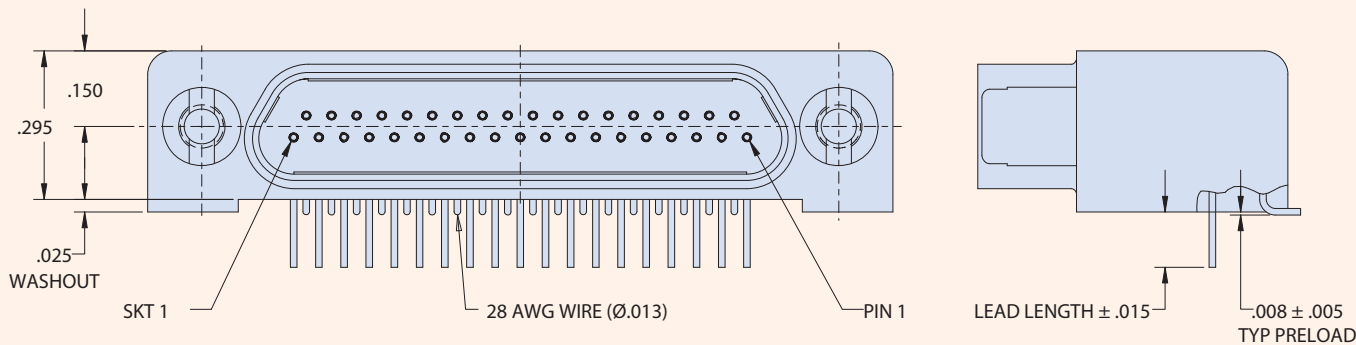 .150
.295
.025
WASHOUT
SKT 1
28 AWG WIRE (Ø.013)
PIN 1
LEAD LENGTH ± .015
.008 ± .005
TYP PRELOAD